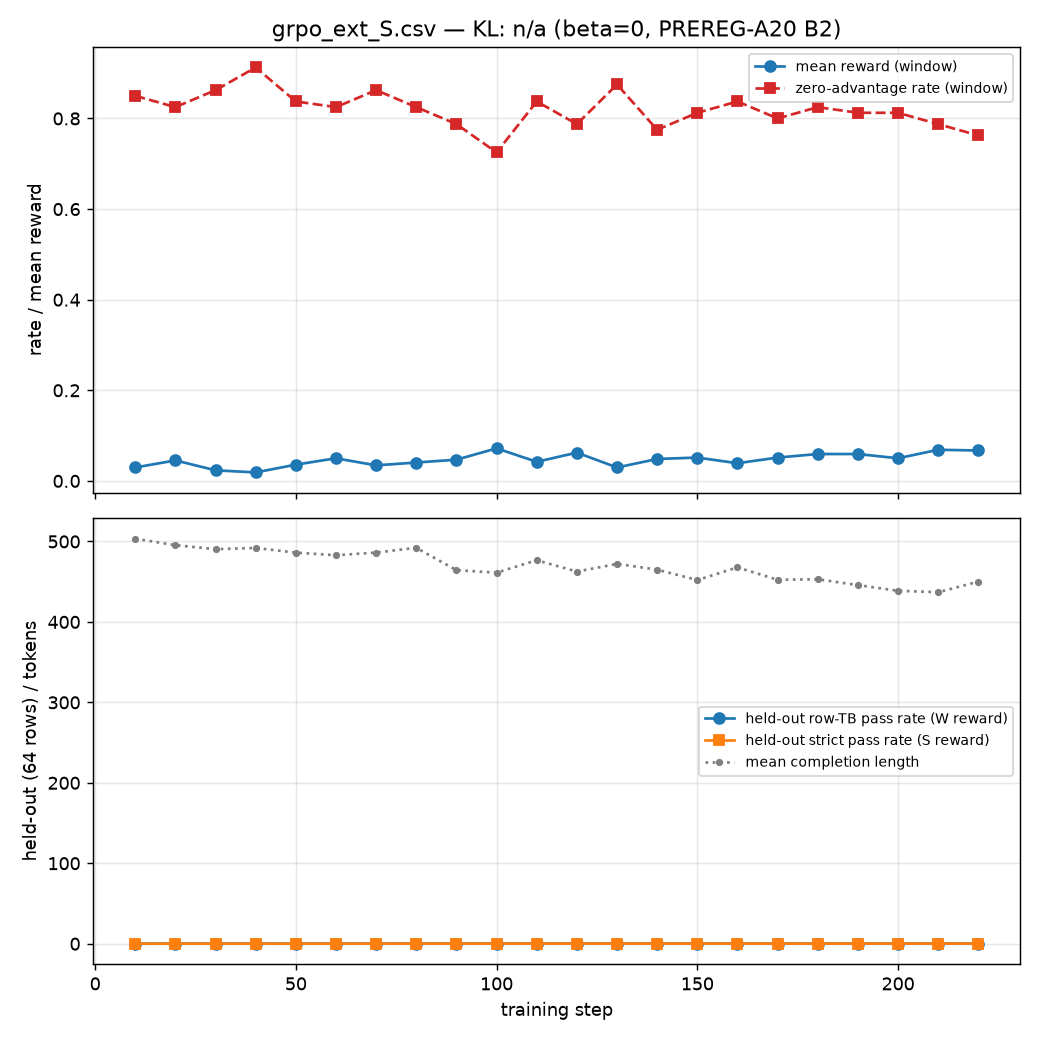 grpo_ext_S.csv — KL: n/a (beta=0, PREREG-A20 B2)
mean reward (window)
zero-advantage rate (window)
rate / mean reward
0.8
0.6
0.4
0.2
0.0
held-out (64 rows) / tokens
500
400
300
200
100
0
held-out row-TB pass rate (W reward)
held-out strict pass rate (S reward)
mean completion length
0 50 100 150 200
training step